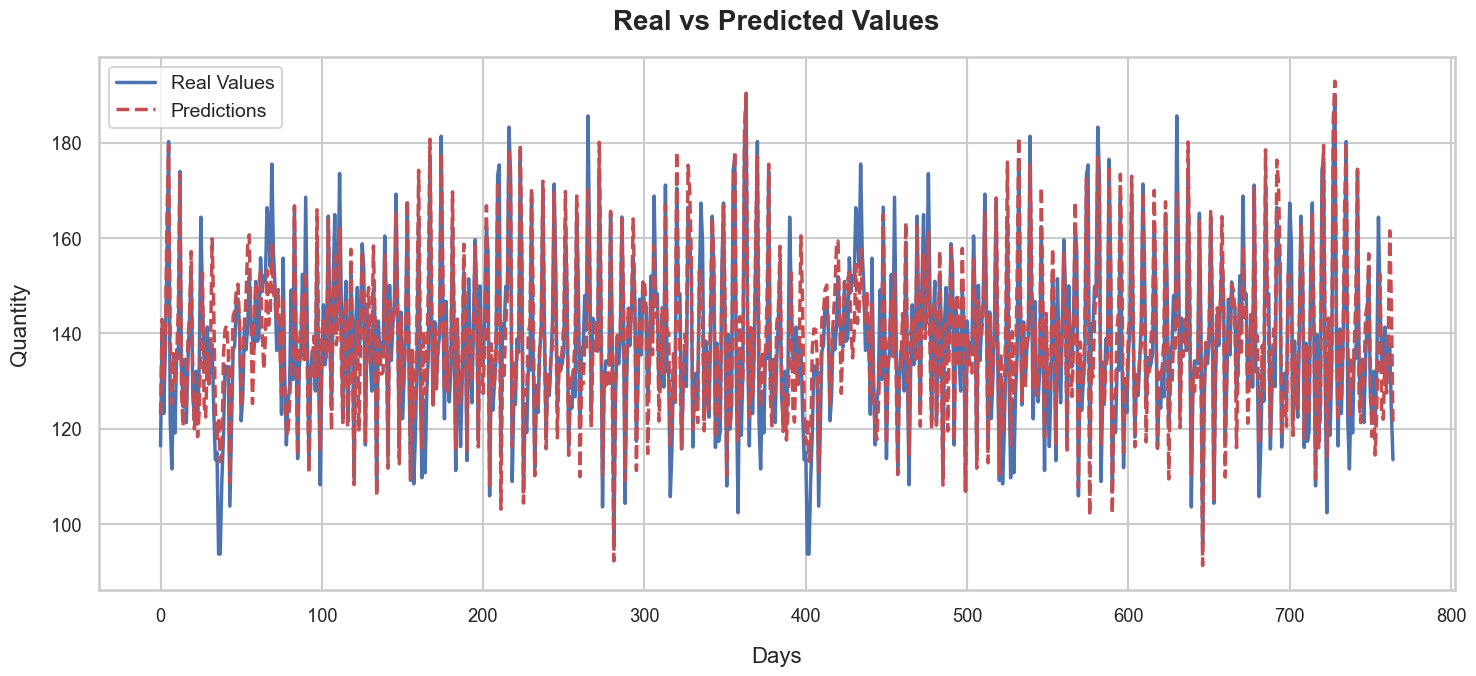 Real vs Predicted Values
Real Values
Predictions
Quantity
180
160
140
120
100
0 100 200 300 400 500 600 700 800
Days